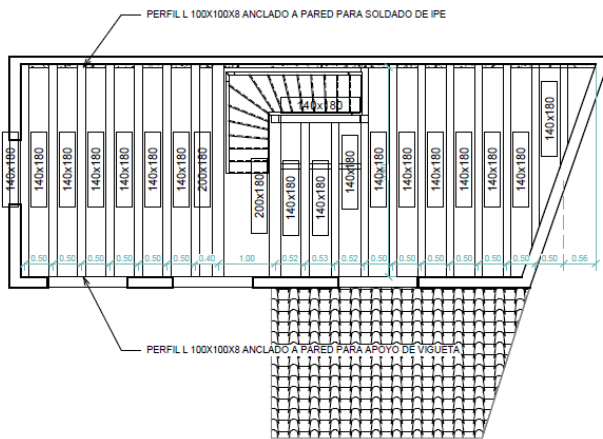 PERFIL L 100X100X8 ANCLADO A PARED PARA SOLDADO DE IPE
140x180
140x180
140x180
140x180
140x180
140x180
140x180
200x180
200x180
140x180
140x180
140x180
140x180
140x180
140x180
140x180
140x180
140x180
140x180
140x180
0.50
0.50
0.50
0.50
0.50
0.50
0.40
1.00
0.52
0.53
0.52
0.50
0.50
0.50
0.50
0.50
0.50
0.56
PERFIL L 100X100X8 ANCLADO A PARED PARA APOYO DE VIGUETA